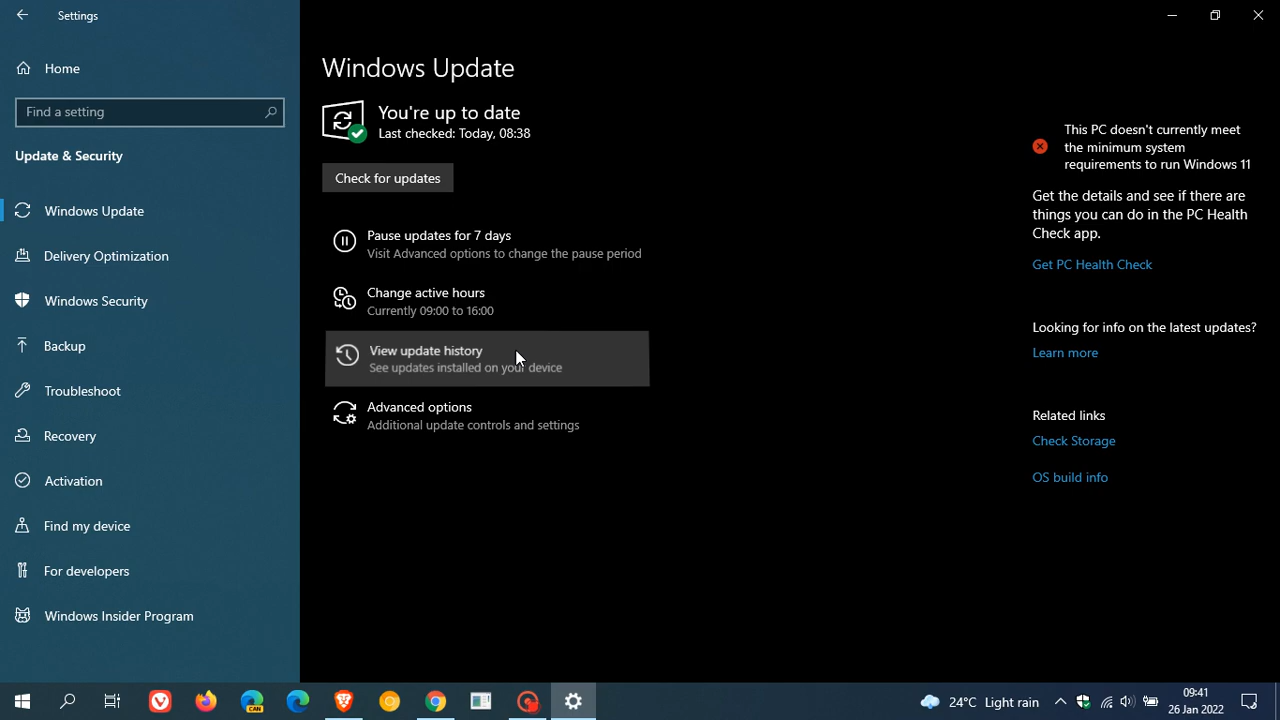 Settings
Home
Find a setting
Update & Security
Windows Update
Delivery Optimization
Windows Security
Backup
Troubleshoot
Recovery
Activation
Find my device
For developers
Windows Insider Program
Windows Update
You're up to date
Last checked: Today, 08:38
Check for updates
Pause updates for 7 days
Visit Advanced options to change the pause period
Change active hours
Currently 09:00 to 16:00
View update history
See updates installed on your device
Advanced options
Additional update controls and settings
This PC doesn't currently meet
the minimum system
requirements to run Windows 11
Get the details and see if there are
things you can do in the PC Health
Check app.
Get PC Health Check
Looking for info on the latest updates?
Learn more
Related links
Check Storage
OS build info
CAN
24°C Light rain
09:41
26 Jan 2022